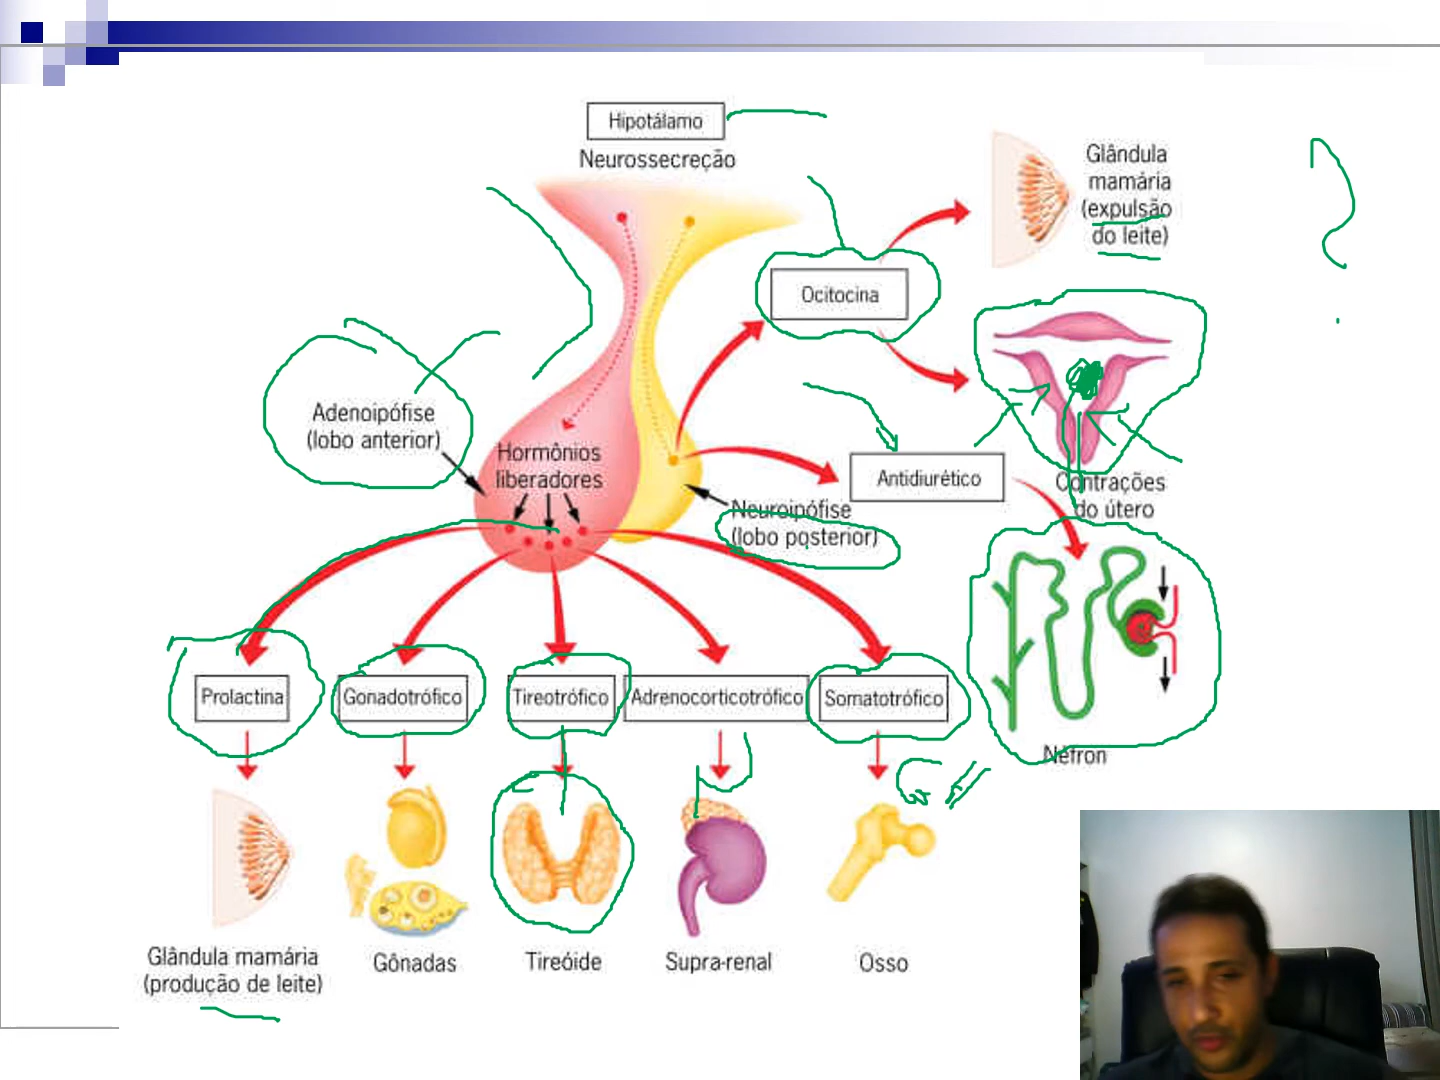 Hipotálamo
Neurossecreção
Glândula
mamária
(expulsão
do leite)
Ocitocina
Adenoipófise
(lobo anterior)
Hormônios
liberadores
Antidiurético
Contrações
do útero
Neuroipófise
(lobo posterior)
Prolactina
Gonadotrófico
Tireotrófico
Adrenocorticotrófico
Somatotrófico
Néfron
Glândula mamária
(produção de leite)
Gônadas
Tireóide
Supra-renal
Osso